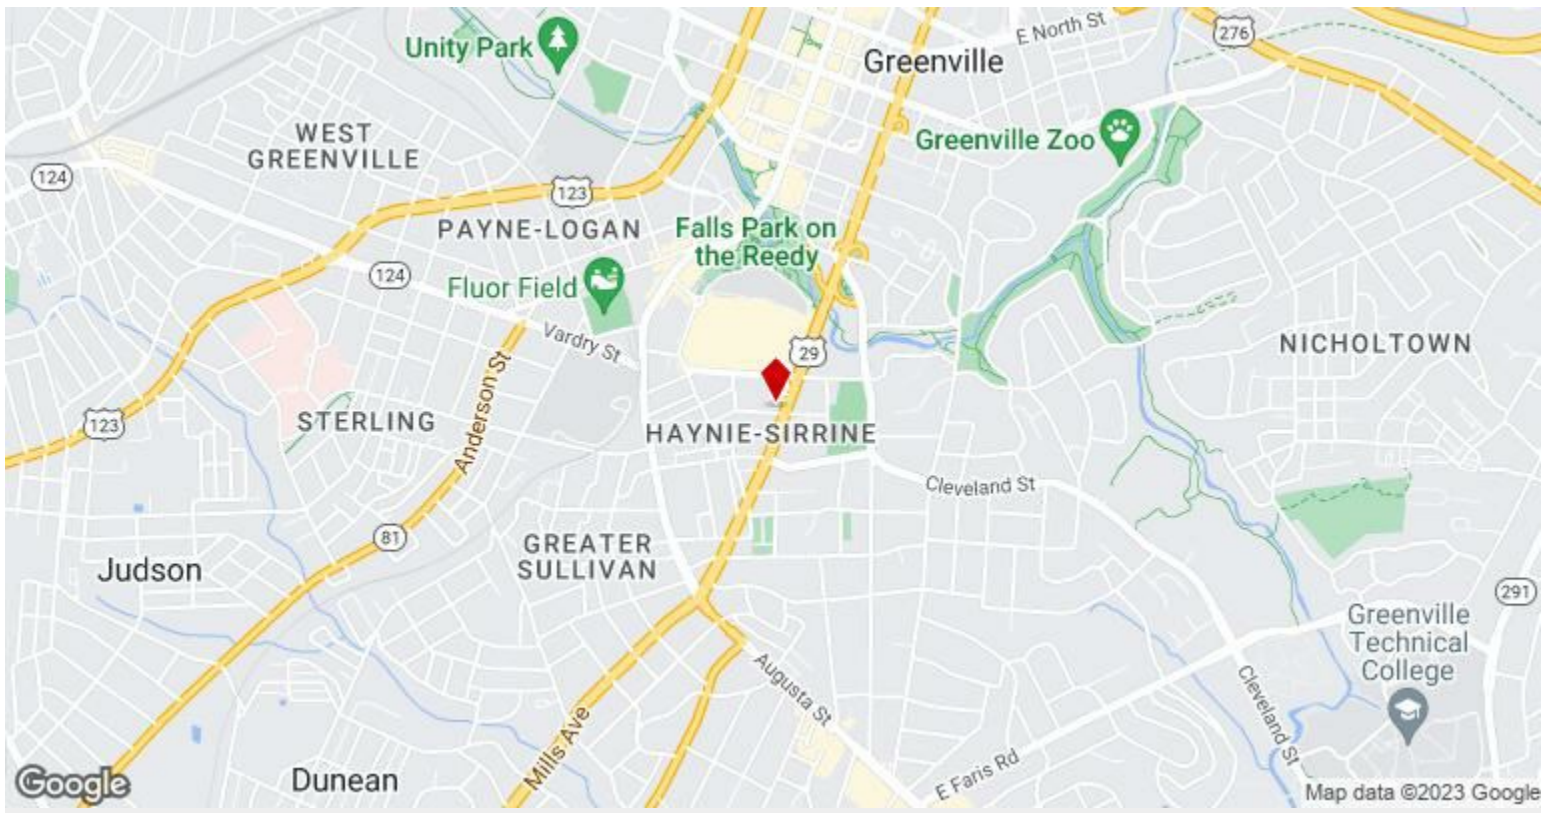 E North St
276
Unity Park
Greenville
WEST
GREENVILLE
Greenville Zoo
124
123
PAYNE-LOGAN
Falls Park on
the Reedy
124
Fluor Field
Vardry St
29
NICHOLTOWN
Anderson St
123
STERLING
HAYNIE-SIRRINE
Cleveland St
81
GREATER
SULLIVAN
Judson
291
Greenville
Technical
College
Augusta St
Cleveland St
Mills Ave
E Faris Rd
Dunean
Google
Map data ©2023 Google